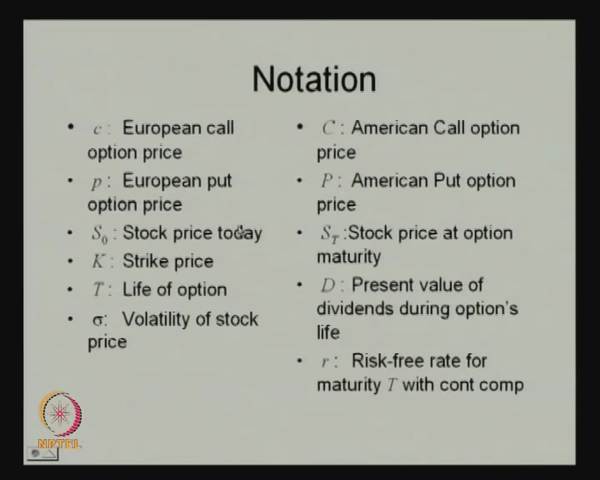 Notation
• c : European call
option price
• p : European put
option price
• S₀ : Stock price today
• K : Strike price
• T : Life of option
• σ: Volatility of stock
price
• C : American Call option
price
• P : American Put option
price
• S_T :Stock price at option
maturity
• D : Present value of
dividends during option's
life
• r : Risk-free rate for
maturity T with cont comp
NPTEL